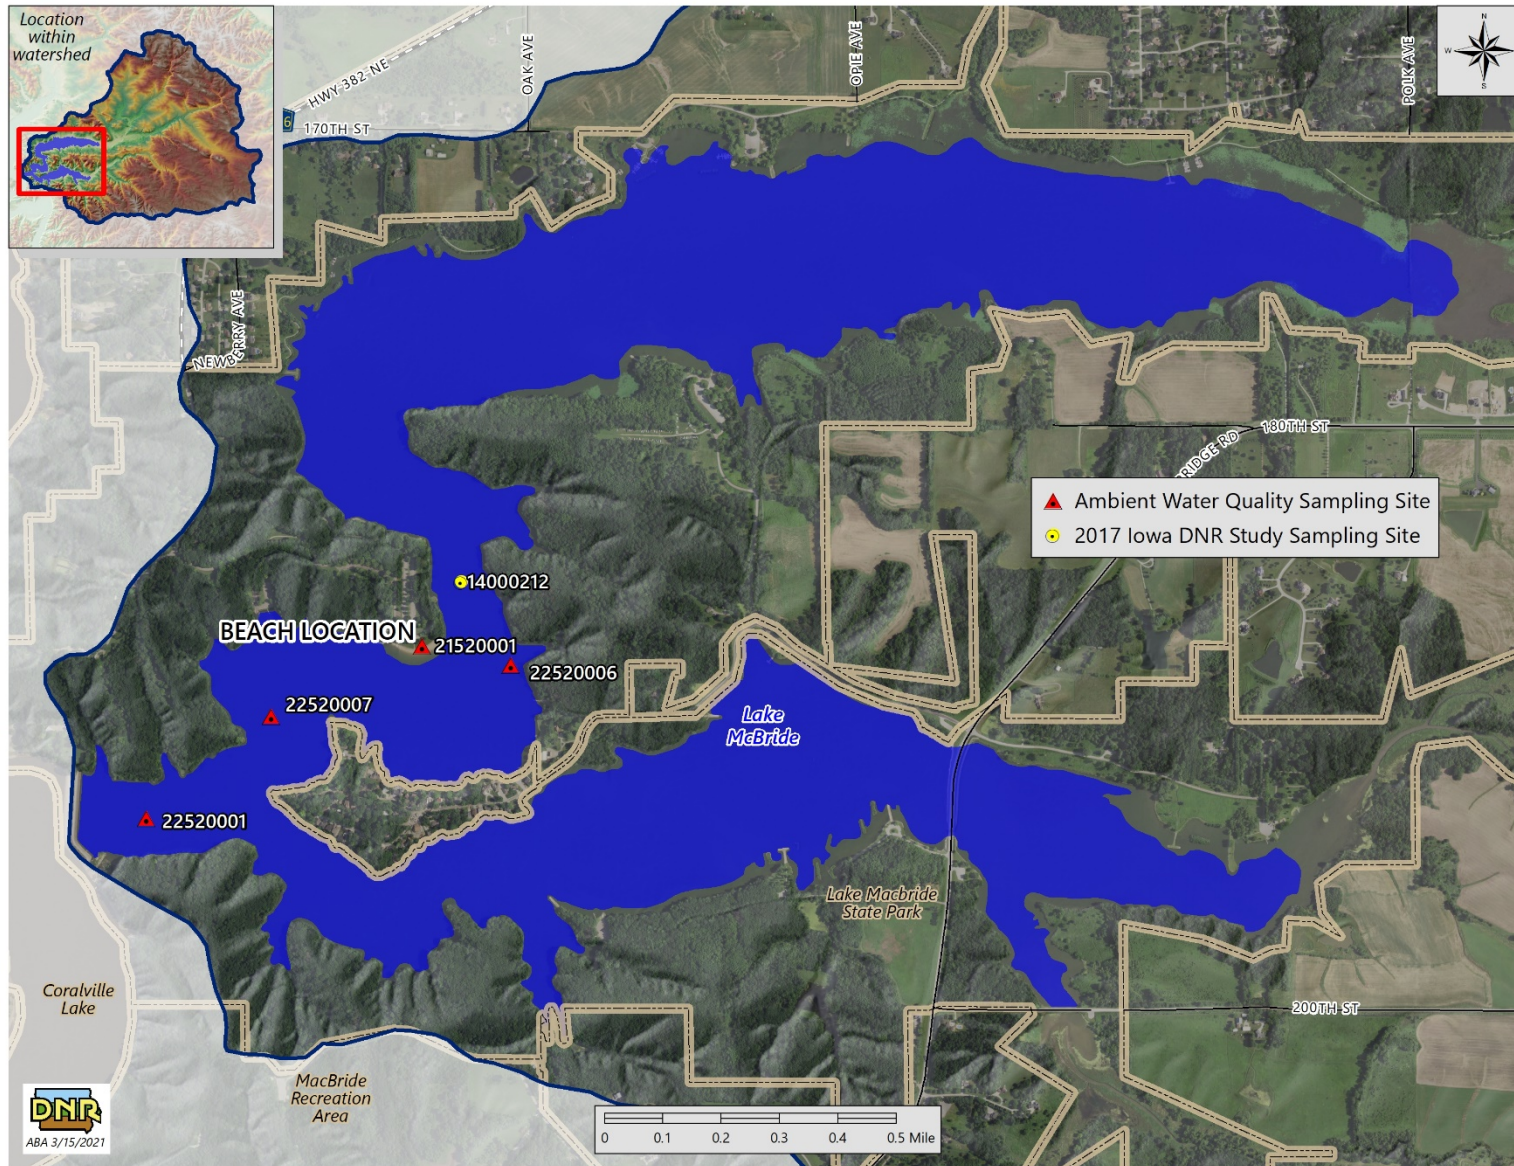 Location
within
watershed
HWY 382 NE
6
170TH ST
OAK AVE
OPIE AVE
POLK AVE
N
W
E
S
NEWBERRY AVE
180TH ST
RIDGE RD
Ambient Water Quality Sampling Site
2017 Iowa DNR Study Sampling Site
14000212
BEACH LOCATION
21520001
22520006
22520007
Lake
McBride
22520001
Lake Macbride
State Park
Coralville
Lake
200TH ST
MacBride
Recreation
Area
DNR
ABA 3/15/2021
0 0.1 0.2 0.3 0.4 0.5 Mile